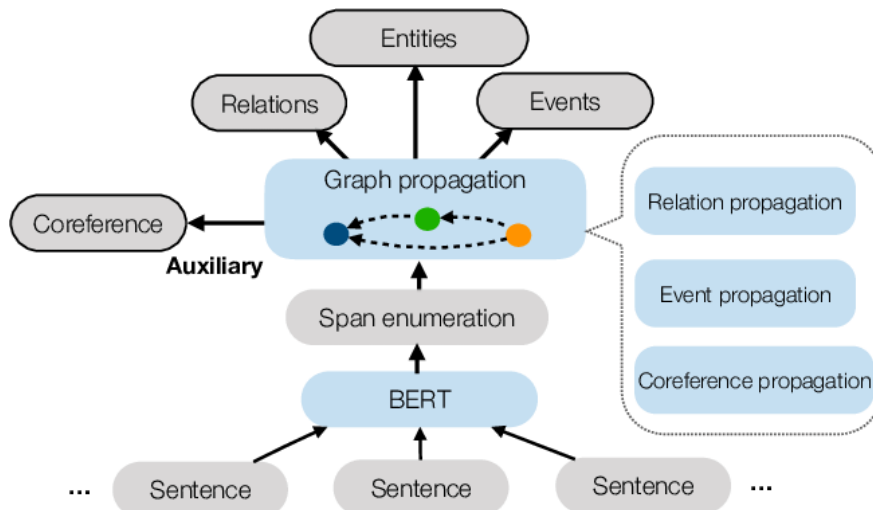 Entities
Relations
Events
Graph propagation
Coreference
Auxiliary
Relation propagation
Event propagation
Coreference propagation
Span enumeration
BERT
... Sentence Sentence Sentence ...